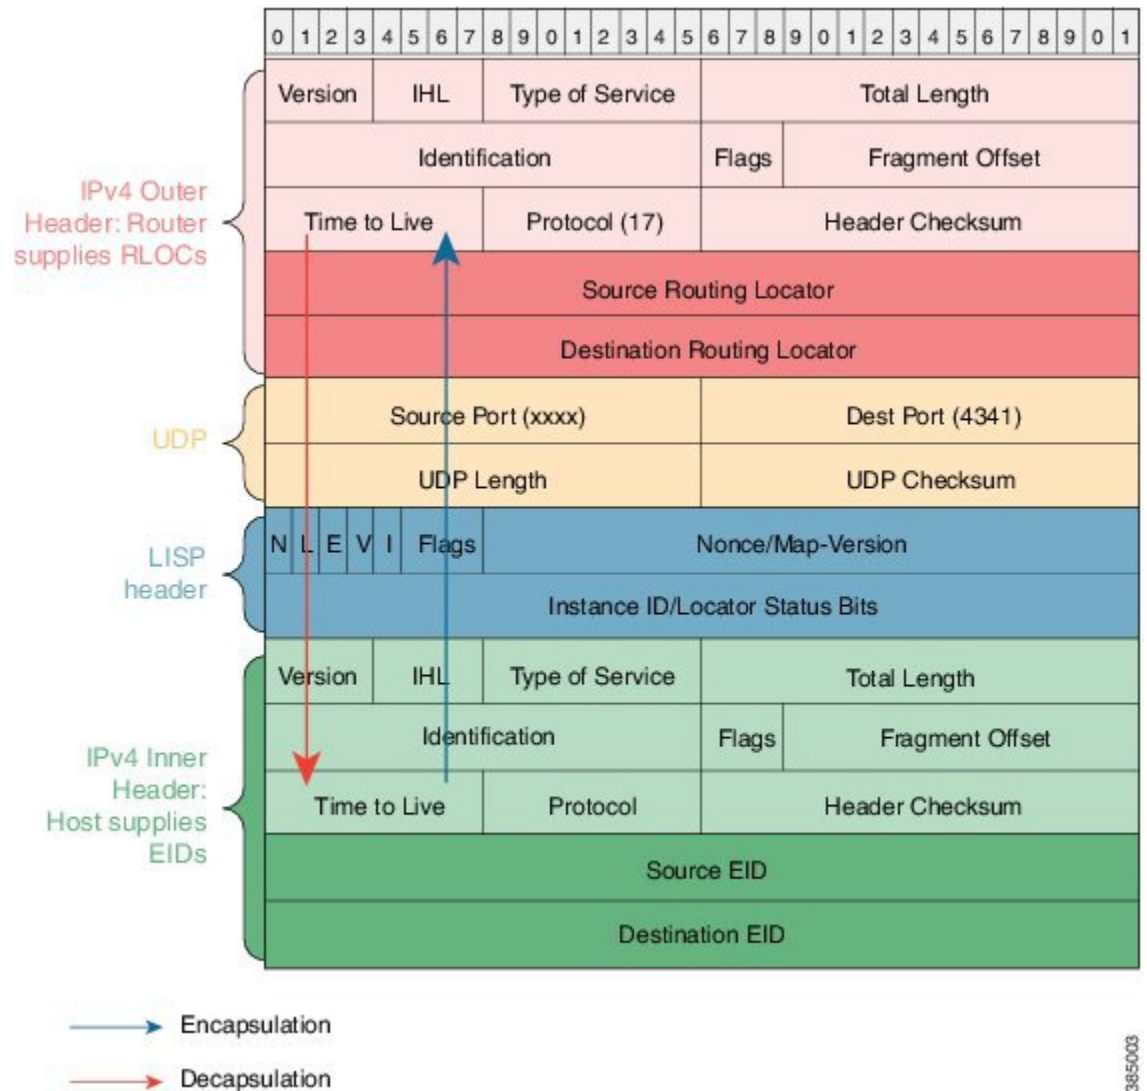 0 1 2 3 4 5 6 7 8 9 0 1 2 3 4 5 6 7 8 9 0 1 2 3 4 5 6 7 8 9 0 1
Version IHL Type of Service Total Length
Identification Flags Fragment Offset
IPv4 Outer
Header: Router
supplies RLOCs
Time to Live Protocol (17) Header Checksum
Source Routing Locator
Destination Routing Locator
UDP
Source Port (xxxx) Dest Port (4341)
UDP Length UDP Checksum
LISP
header
N L E V I Flags Nonce/Map-Version
Instance ID/Locator Status Bits
Version IHL Type of Service Total Length
Identification Flags Fragment Offset
IPv4 Inner
Header:
Host supplies
EIDs
Time to Live Protocol Header Checksum
Source EID
Destination EID
Encapsulation
Decapsulation
385003